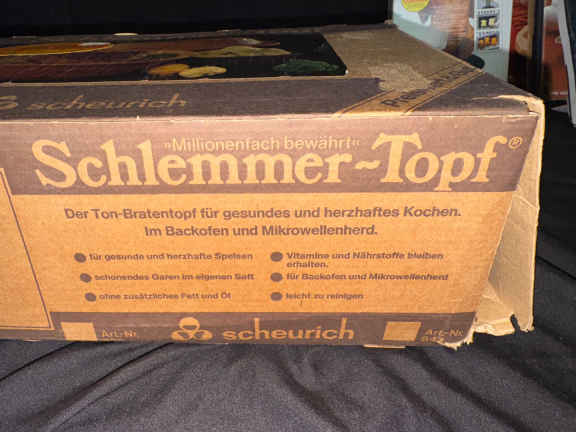 scheurich
»Millionenfach bewährt«
Schlemmer-Topf®
Der Ton-Bratentopf für gesundes und herzhaftes Kochen.
Im Backofen und Mikrowellenherd.
für gesunde und herzhafte Speisen
schonendes Garen im eigenen Saft
ohne zusätzliches Fett und Öl
Vitamine und Nährstoffe bleiben
erhalten.
für Backofen und Mikrowellenherd
leicht zu reinigen
Art.-Nr.
scheurich
Art.-Nr.